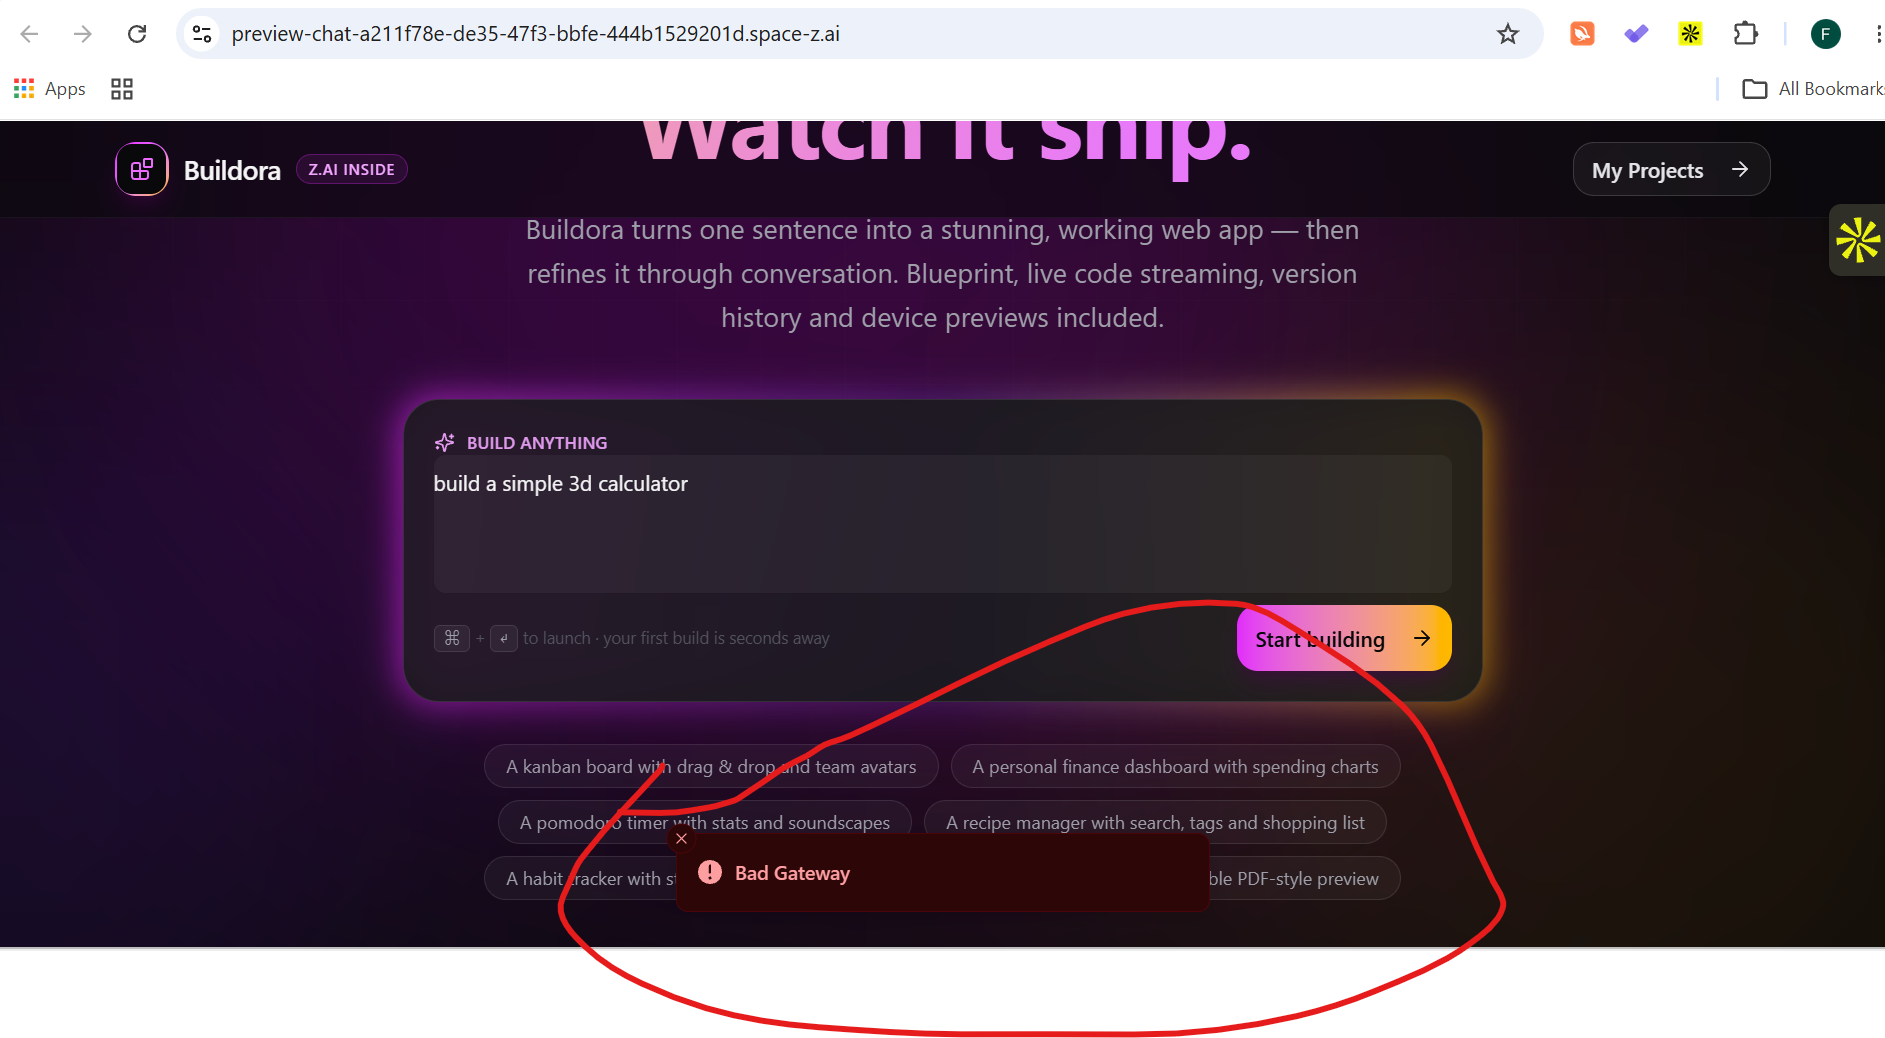 preview-chat-a211f78e-de35-47f3-bbfe-444b1529201d.space-z.ai
F
Apps
All Bookmarks
Watch it ship.
Buildora
Z.AI INSIDE
My Projects
Buildora turns one sentence into a stunning, working web app — then
refines it through conversation. Blueprint, live code streaming, version
history and device previews included.
BUILD ANYTHING
build a simple 3d calculator
⌘ + ↵ to launch · your first build is seconds away
Start building
A kanban board with drag & drop and team avatars
A personal finance dashboard with spending charts
A pomodoro timer with stats and soundscapes
A recipe manager with search, tags and shopping list
A habit tracker with st
ble PDF-style preview
Bad Gateway